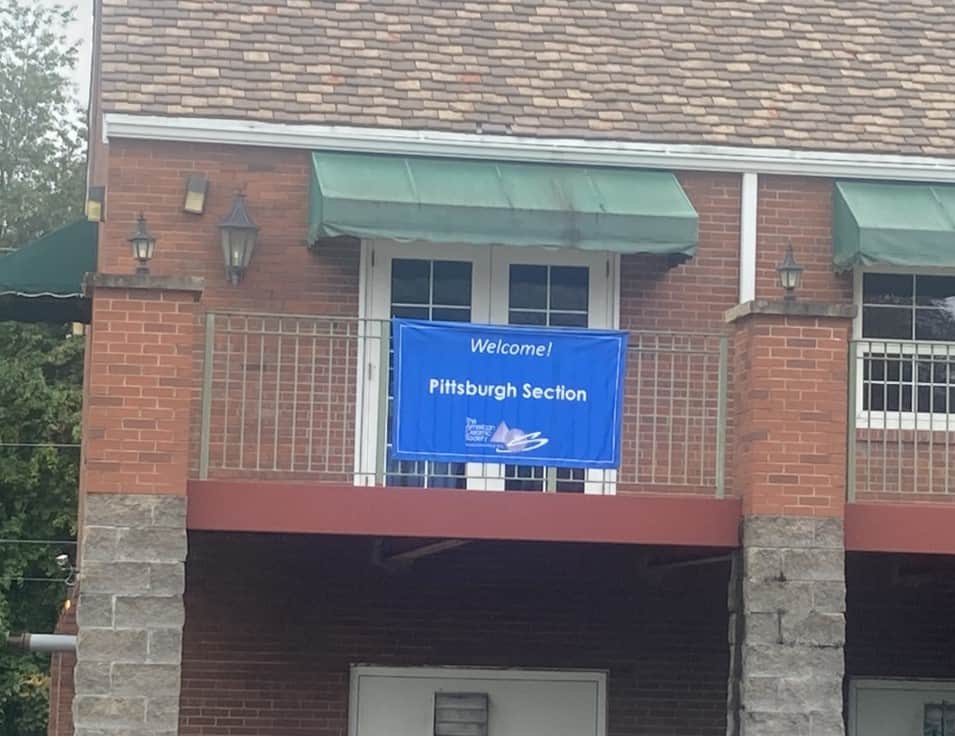 Welcome!
Pittsburgh Section
The
American
Ceramic
Society